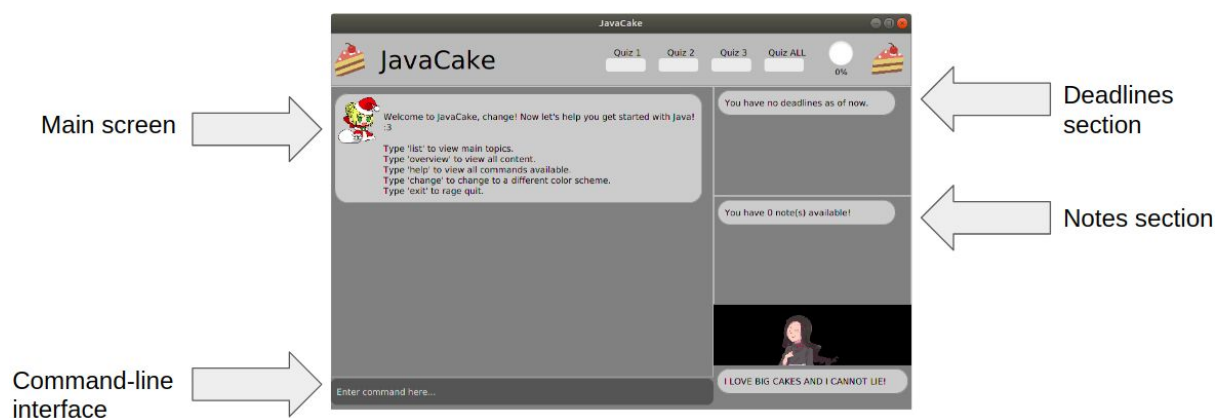 JavaCake
JavaCake
Quiz 1
Quiz 2
Quiz 3
Quiz ALL
0%
Main screen
Welcome to JavaCake, change! Now let's help you get started with Java!
:3
Type 'list' to view main topics.
Type 'overview' to view all content.
Type 'help' to view all commands available.
Type 'change' to change to a different color scheme.
Type 'exit' to rage quit.
You have no deadlines as of now.
Deadlines
section
You have 0 note(s) available!
Notes section
Command-line
interface
Enter command here...
I LOVE BIG CAKES AND I CANNOT LIE!